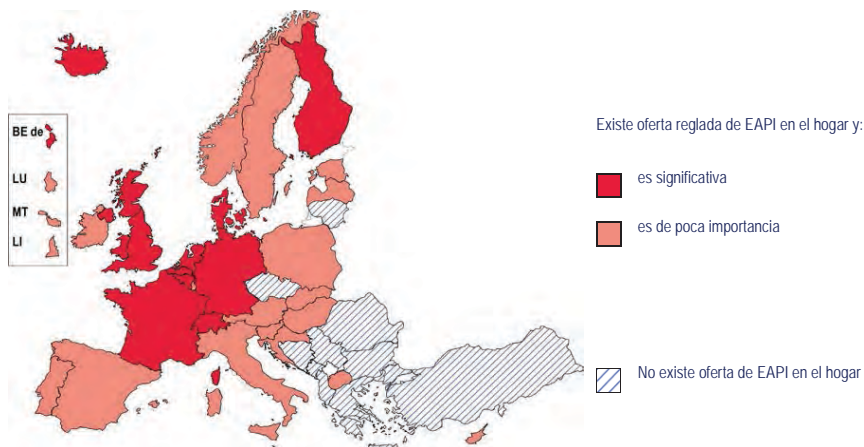 BE de
LU
MT
LI
Existe oferta reglada de EAPI en el hogar y:
es significativa
es de poca importancia
No existe oferta de EAPI en el hogar